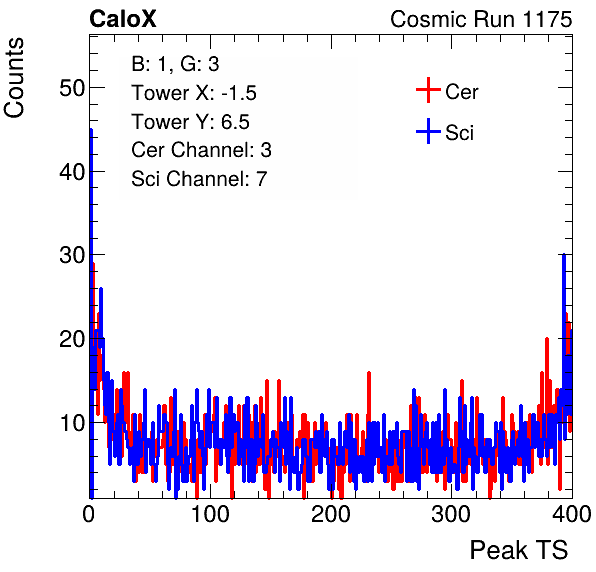 CaloX
Cosmic Run 1175
Counts
B: 1, G: 3
Tower X: -1.5
Tower Y: 6.5
Cer Channel: 3
Sci Channel: 7
Cer
Sci
50
40
30
20
10
0
100
200
300
400
Peak TS